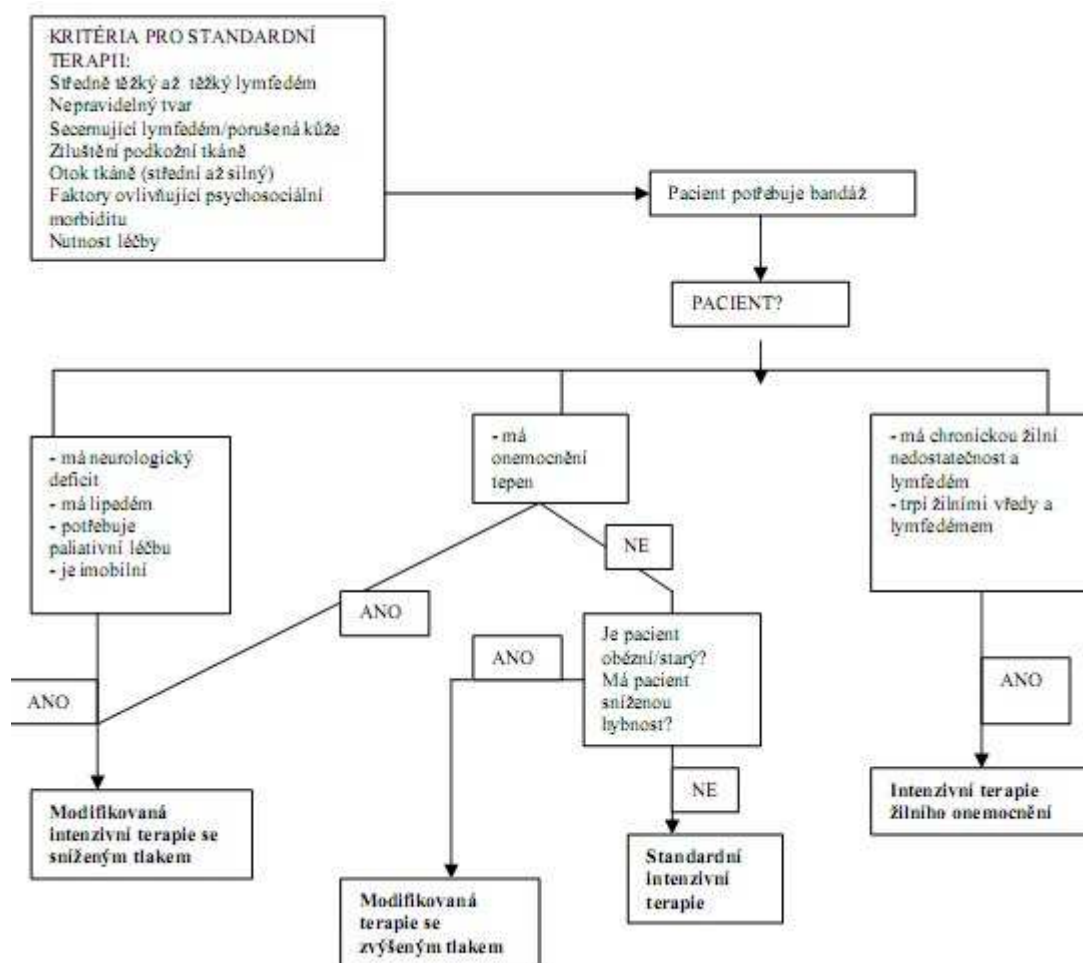 KRITÉRIA PRO STANDARDNÍ
TERAPII:
Středně těžký až těžký lymfedém
Nepravidelný tvar
Secernující lymfedém/porušená kůže
Ztluštění podkožní tkáně
Otok tkáně (střední až silný)
Faktory ovlivňující psychosociální
morbiditu
Nutnost léčby
Pacient potřebuje bandáž
PACIENT?
- má neurologický
deficit
- má lipedém
- potřebuje
paliativní léčbu
- je imobilní
- má
onemocnění
tepen
- má chronickou žilní
nedostatečnost a
lymfedém
- trpí žilními vředy a
lymfedémem
NE
ANO
Je pacient
obézní/starý?
Má pacient
sníženou
hybnost?
ANO
ANO
ANO
NE
Modifikovaná
intenzivní terapie se
sníženým tlakem
Modifikovaná
terapie se
zvýšeným tlakem
Standardní
intenzivní
terapie
Intenzivní terapie
žilního onemocnění